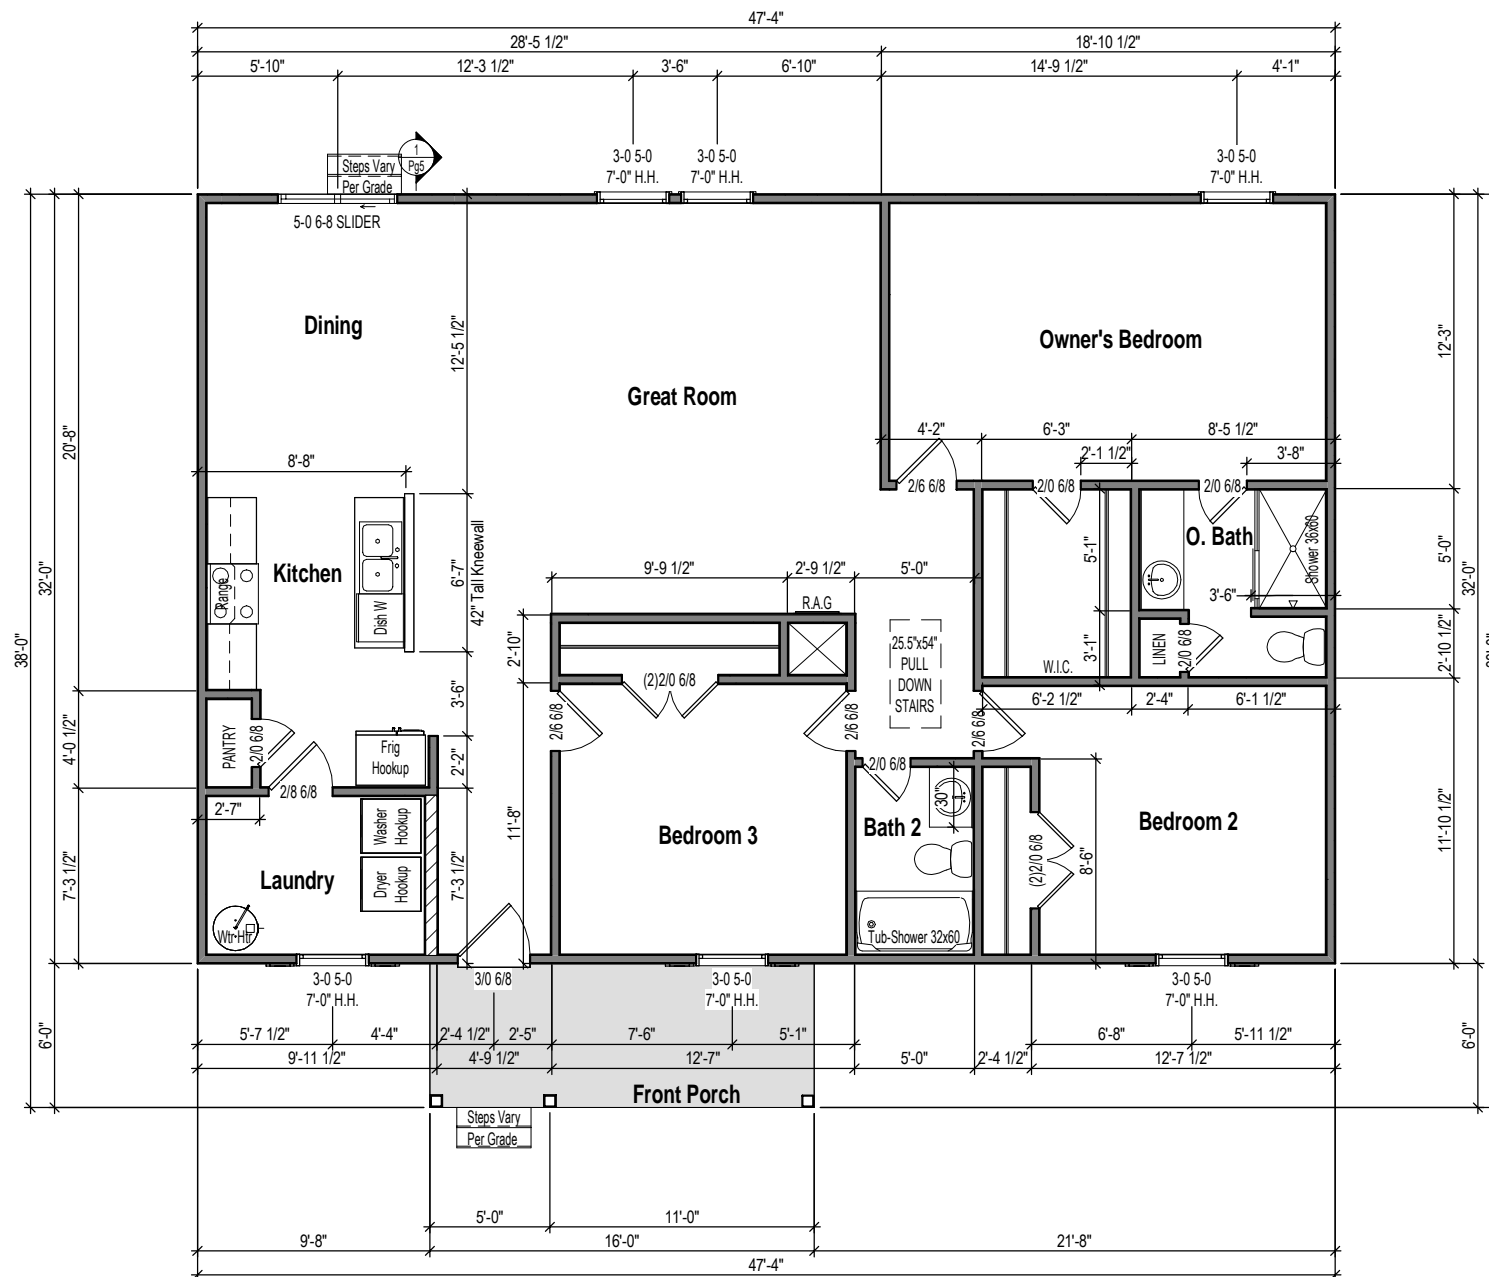 47'-4"
28'-5 1/2"
18'-10 1/2"
5'-10"
12'-3 1/2"
3'-6"
6'-10"
14'-9 1/2"
4'-1"
1
Pg5
Steps Vary
Per Grade
3-0 5-0
7'-0" H.H.
3-0 5-0
7'-0" H.H.
3-0 5-0
7'-0" H.H.
5-0 6-8 SLIDER
Dining
12'-5 1/2"
Great Room
Owner's Bedroom
12'-3"
20'-8"
32'-0"
38'-0"
8'-8"
4'-2"
6'-3"
8'-5 1/2"
2'-1 1/2"
3'-8"
2/6 6/8
2/0 6/8
2/0 6/8
O. Bath
Shower 36x60
5'-1"
5'-0"
32'-0"
Kitchen
Range
Dish W
6'-7"
42" Tall Kneewall
9'-9 1/2"
2'-9 1/2"
5'-0"
R.A.G
3'-6"
2'-10"
25.5"x54"
PULL
DOWN
STAIRS
3'-1"
W.I.C.
LINEN
2/0 6/8
2'-10 1/2"
(2)2/0 6/8
6'-2 1/2"
2'-4"
6'-1 1/2"
3'-6"
4'-0 1/2"
PANTRY
2/0 6/8
Frig
Hookup
2'-2"
2/6 6/8
2/6 6/8
2/6 6/8
2/8 6/8
2/0 6/8
2'-7"
Washer
Hookup
11'-8"
Bedroom 3
Bath 2
30"
Bedroom 2
11'-10 1/2"
(2)2/0 6/8
8'-6"
7'-3 1/2"
Laundry
Dryer
Hookup
7'-3 1/2"
Wtr Htr
Tub-Shower 32x60
3-0 5-0
7'-0" H.H.
3/0 6/8
3-0 5-0
7'-0" H.H.
3-0 5-0
7'-0" H.H.
6'-0"
6'-0"
5'-7 1/2"
4'-4"
2'-4 1/2"
2'-5"
7'-6"
5'-1"
6'-8"
5'-11 1/2"
9'-11 1/2"
4'-9 1/2"
12'-7"
5'-0"
2'-4 1/2"
12'-7 1/2"
Front Porch
Steps Vary
Per Grade
5'-0"
11'-0"
9'-8"
16'-0"
21'-8"
47'-4"